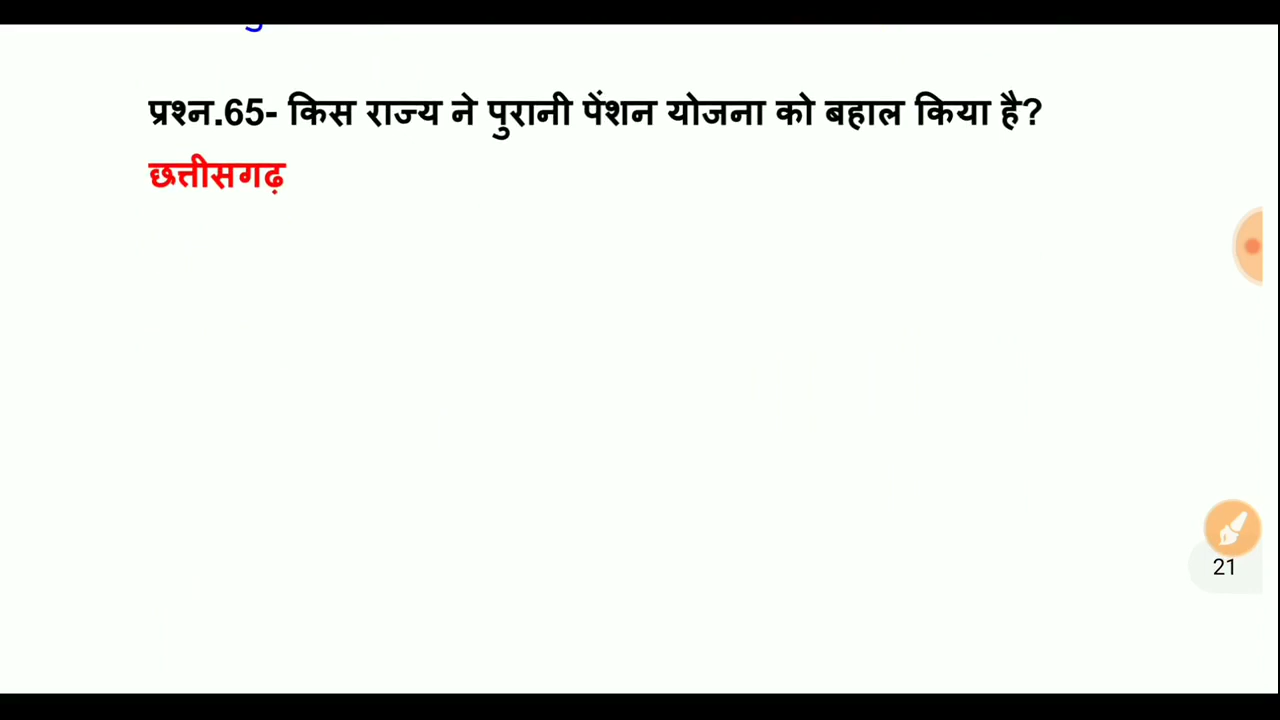 प्रश्न.65- किस राज्य ने पुरानी पेंशन योजना को बहाल किया है?
छत्तीसगढ़
21